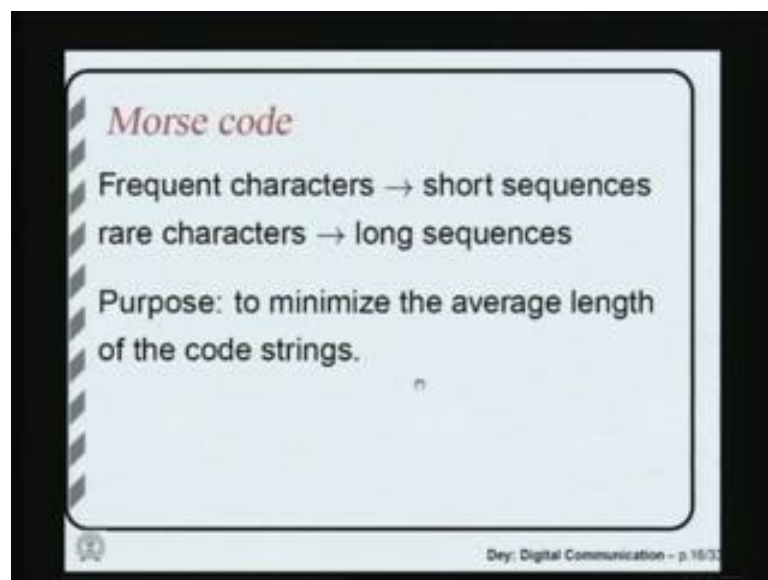 Morse code
Frequent characters → short sequences
rare characters → long sequences
Purpose: to minimize the average length
of the code strings.
Dey: Digital Communication – p.16/3